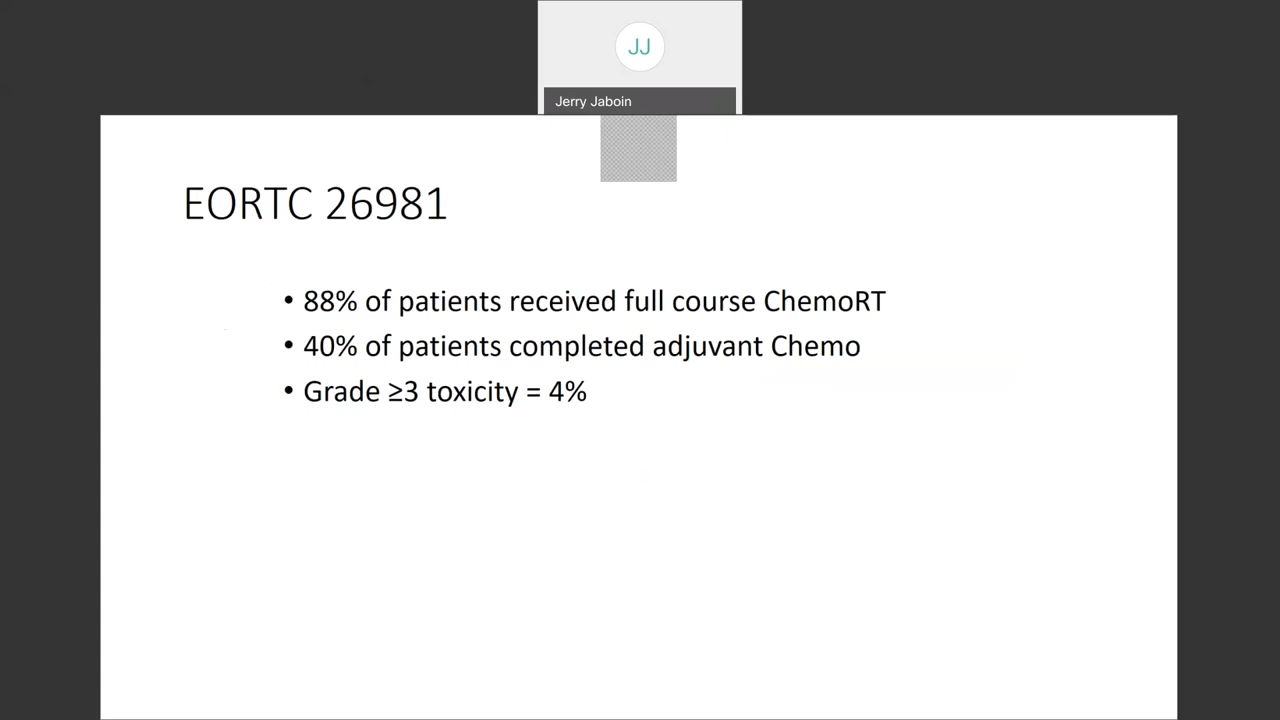 JJ
Jerry Jaboin
EORTC 26981
• 88% of patients received full course ChemoRT
• 40% of patients completed adjuvant Chemo
• Grade ≥3 toxicity = 4%